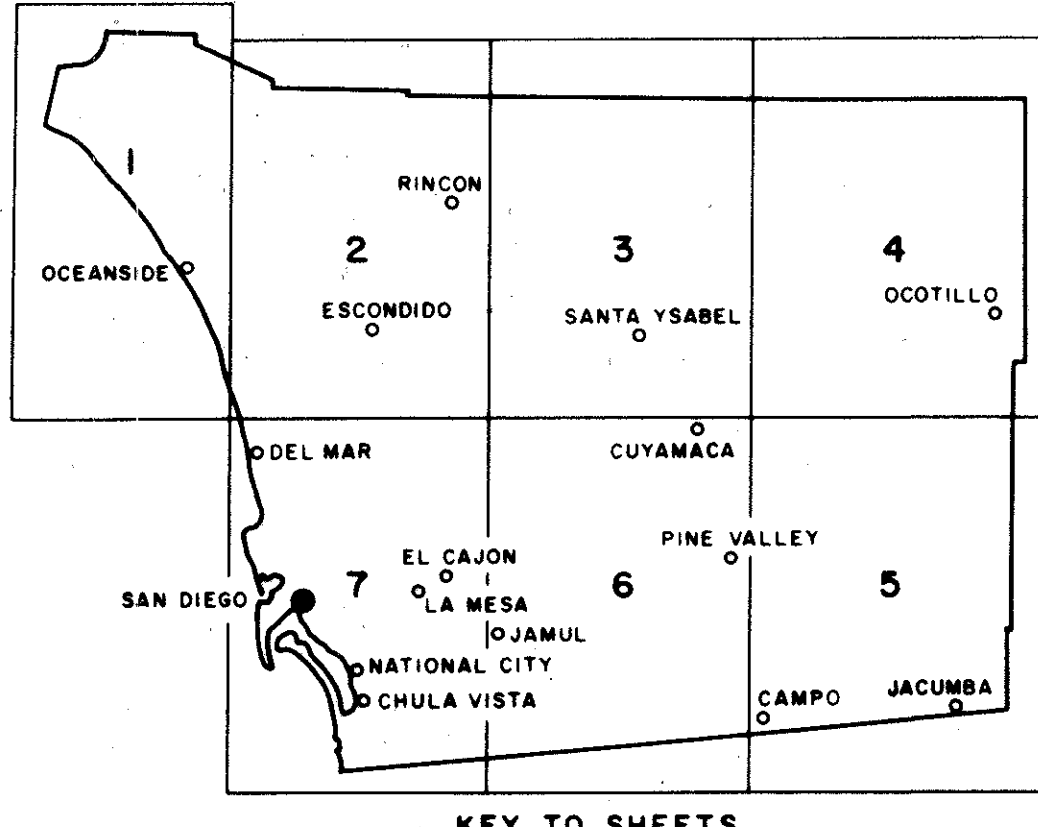 1
RINCON
2
3
4
OCEANSIDE
OCOTILLO
ESCONDIDO
SANTA YSABEL
DEL MAR
CUYAMACA
PINE VALLEY
EL CAJON
SAN DIEGO
7
6
5
LA MESA
JAMUL
NATIONAL CITY
CHULA VISTA
CAMPO
JACUMBA
KEY TO SHEETS